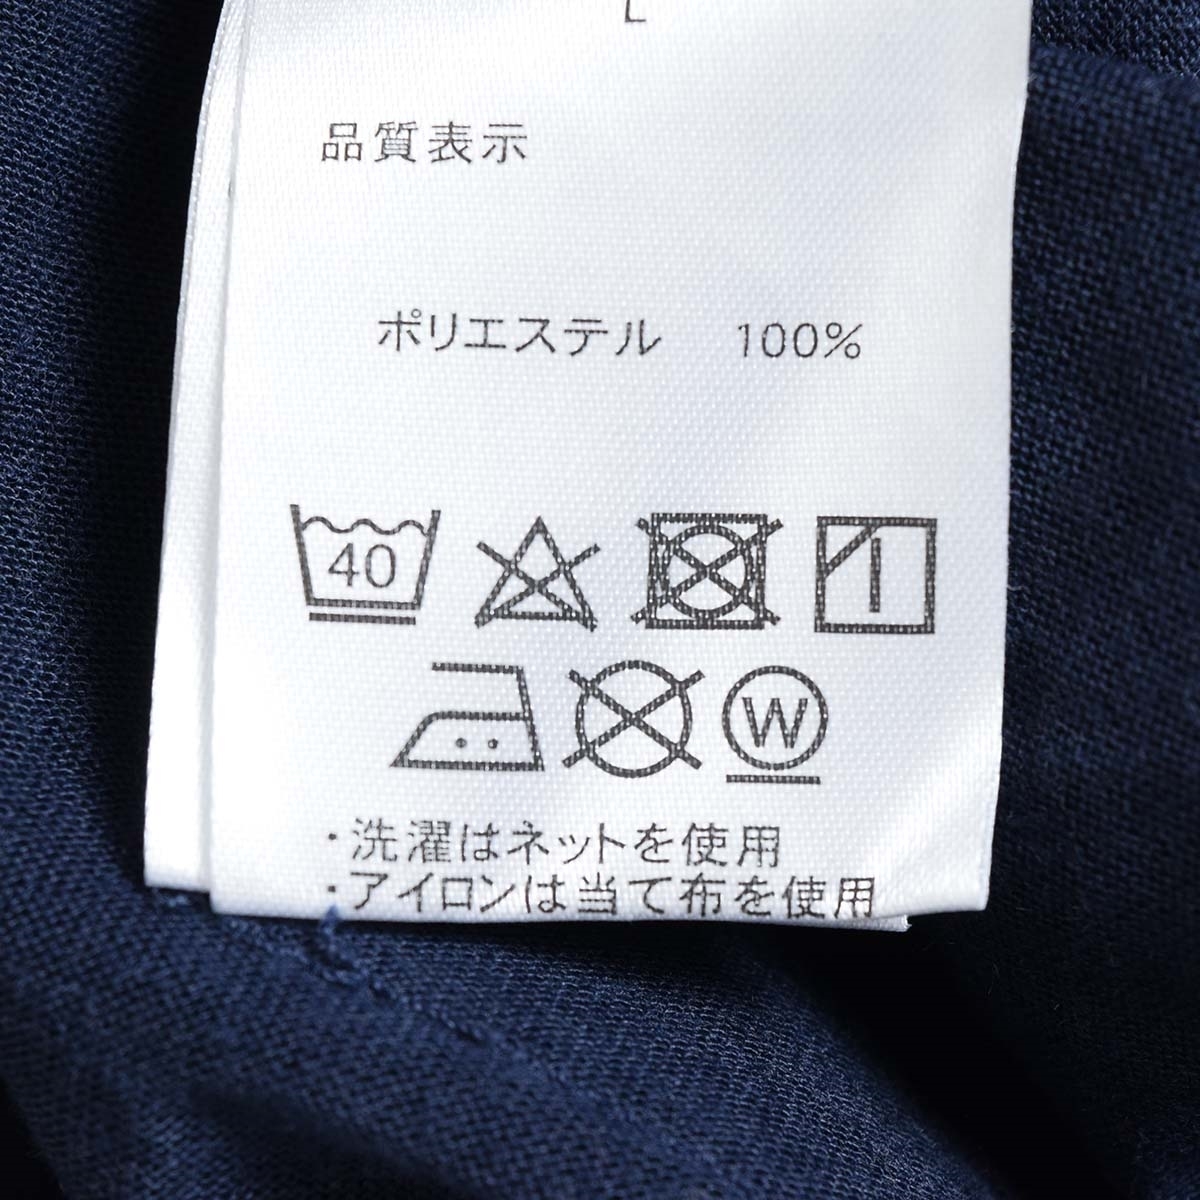 L
品質表示
ポリエステル 100%
40
W
・洗濯はネットを使用
・アイロンは当て布を使用